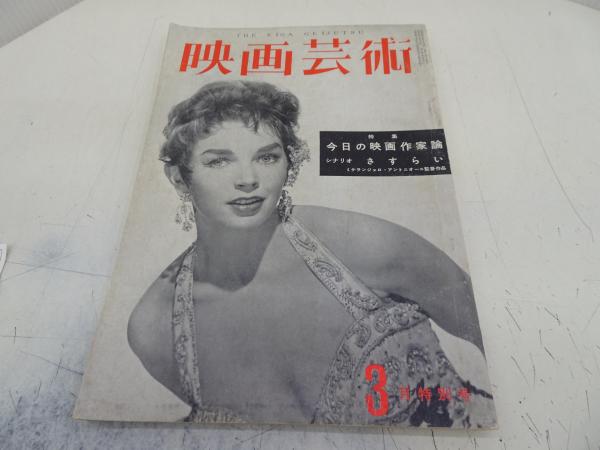 THE EIGA GEIJUTSU
映画芸術
特集
今日の映画作家論
シナリオ さすらい
ミケランジェロ・アントニオーニ監督作品
3月特別号